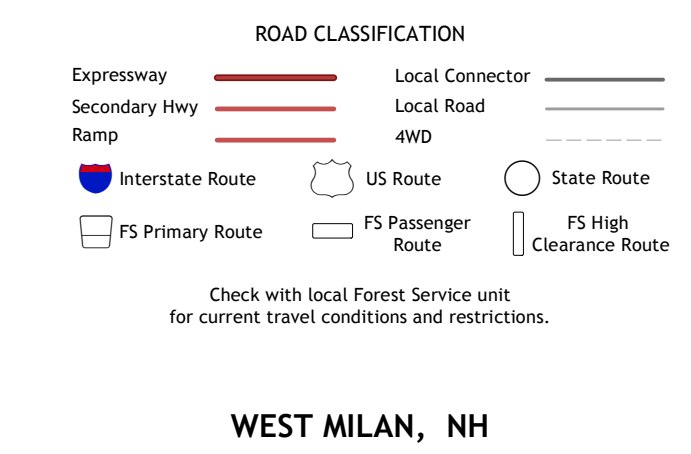 ROAD CLASSIFICATION
Expressway
Local Connector
Secondary Hwy
Local Road
Ramp
4WD
Interstate Route
US Route
State Route
FS Primary Route
FS Passenger
Route
FS High
Clearance Route
Check with local Forest Service unit
for current travel conditions and restrictions.
WEST MILAN, NH